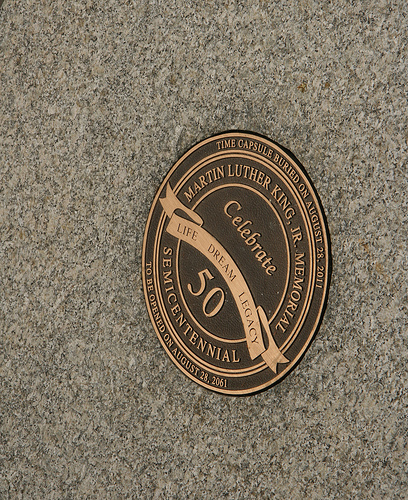 TIME CAPSULE BURIED ON AUGUST 28, 2011
MARTIN LUTHER KING, JR. MEMORIAL
Celebrate
LIFE DREAM LEGACY
50
SEMICENTENNIAL
TO BE OPENED ON AUGUST 28, 2061